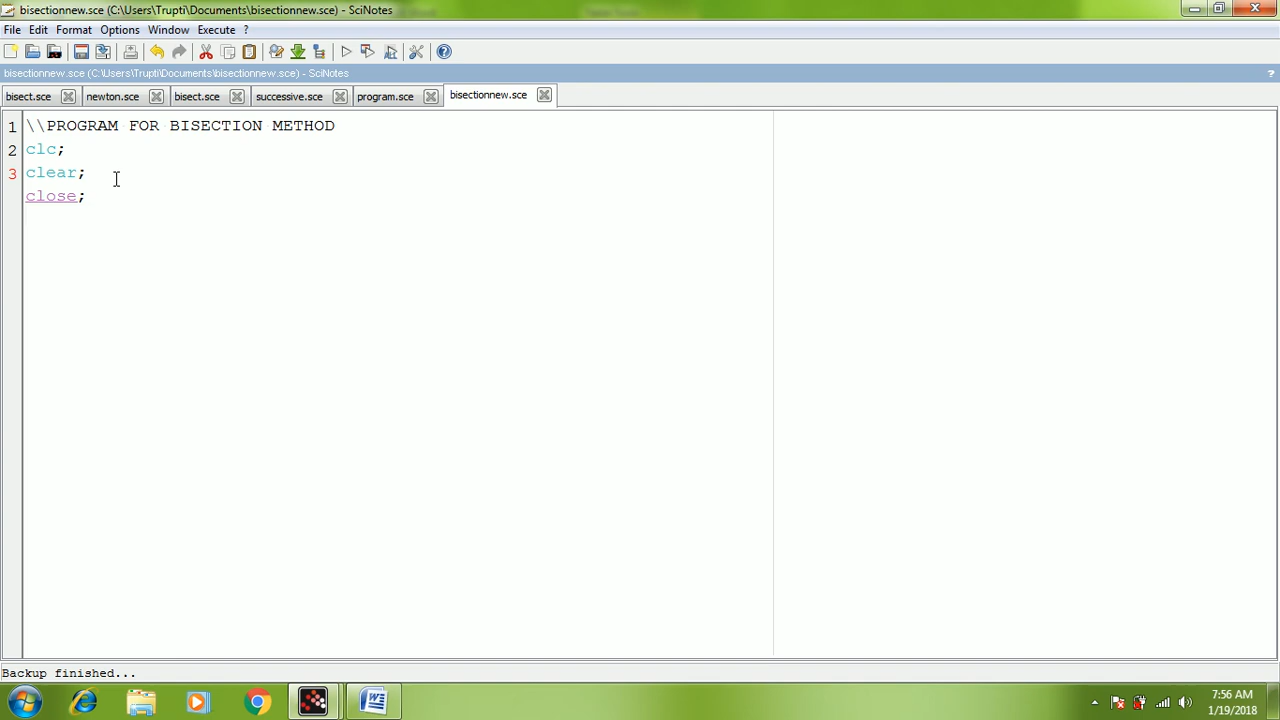 bisectionnew.sce (C:\Users\Trupti\Documents\bisectionnew.sce) - SciNotes
File Edit Format Options Window Execute ?
bisectionnew.sce (C:\Users\Trupti\Documents\bisectionnew.sce) - SciNotes ?
bisect.sce newton.sce bisect.sce successive.sce program.sce bisectionnew.sce
1 \\PROGRAM FOR BISECTION METHOD
2 clc;
3 clear;
close;
Backup finished...
7:56 AM
1/19/2018